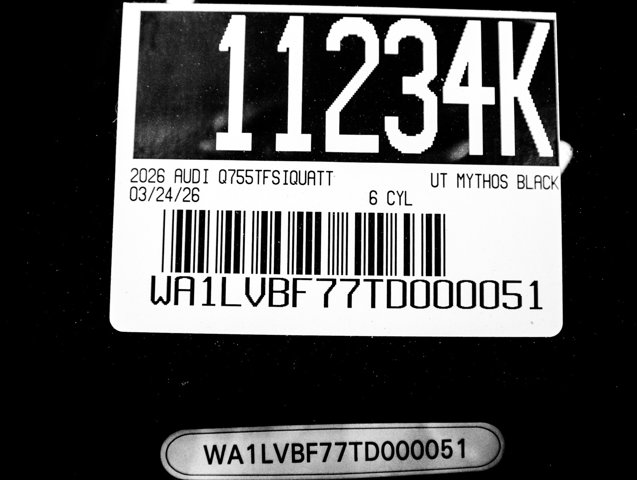 11234K
2026 AUDI Q755TFSIQUATT UT MYTHOS BLACK
03/24/26 6 CYL
WA1LVBF77TD000051
WA1LVBF77TD000051